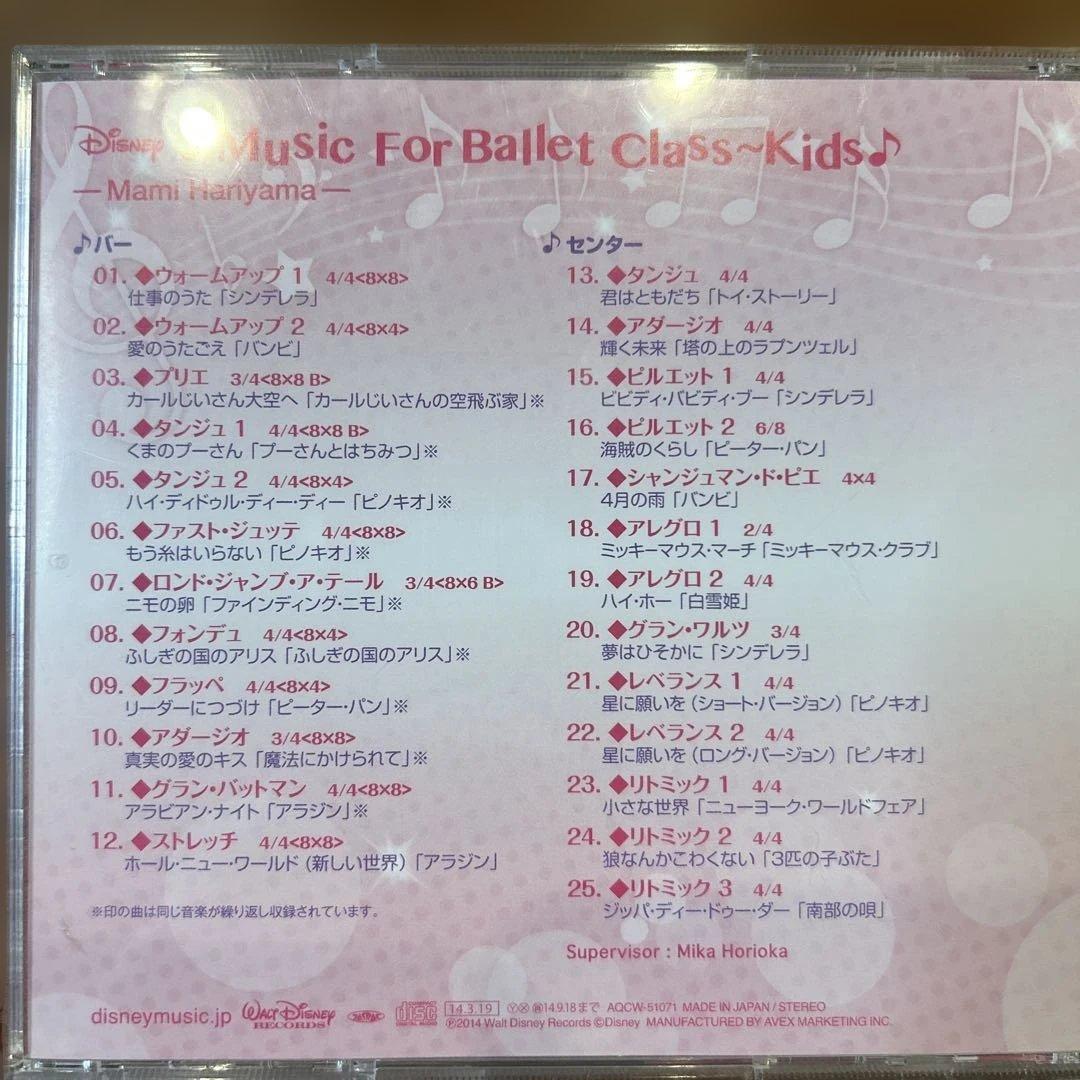 Disney Music For Ballet Class~Kids♪
—Mami Hariyama—
♪バー
01. ◆ウォームアップ 1 4/4<8×8>
仕事のうた「シンデレラ」
02. ◆ウォームアップ 2 4/4<8×4>
愛のうたごえ「バンビ」
03. ◆プリエ 3/4<8×8 B>
カールじいさん大空へ「カールじいさんの空飛ぶ家」※
04. ◆タンジュ 1 4/4<8×8 B>
くまのプーさん「プーさんとはちみつ」※
05. ◆タンジュ 2 4/4<8×4>
ハイ・ディドゥル・ディー・ディー「ピノキオ」※
06. ◆ファスト・ジュッテ 4/4<8×8>
もう糸はいらない「ピノキオ」※
07. ◆ロンド・ジャンブ・ア・テール 3/4<8×6 B>
ニモの卵「ファインディング・ニモ」※
08. ◆フォンデュ 4/4<8×4>
ふしぎの国のアリス「ふしぎの国のアリス」※
09. ◆フラッペ 4/4<8×4>
リーダーにつづけ「ピーター・パン」※
10. ◆アダージオ 3/4<8×8>
真実の愛のキス「魔法にかけられて」※
11. ◆グラン・バットマン 4/4<8×8>
アラビアン・ナイト「アラジン」※
12. ◆ストレッチ 4/4<8×8>
ホール・ニュー・ワールド(新しい世界)「アラジン」
※印の曲は同じ音楽が繰り返し収録されています。
♪センター
13. ◆タンジュ 4/4
君はともだち「トイ・ストーリー」
14. ◆アダージオ 4/4
輝く未来「塔の上のラプンツェル」
15. ◆ピルエット 1 4/4
ビビディ・バビディ・ブー「シンデレラ」
16. ◆ピルエット 2 6/8
海賊のくらし「ピーター・パン」
17. ◆シャンジュマン・ド・ピエ 4×4
4月の雨「バンビ」
18. ◆アレグロ 1 2/4
ミッキーマウス・マーチ「ミッキーマウス・クラブ」
19. ◆アレグロ 2 4/4
ハイ・ホー「白雪姫」
20. ◆グラン・ワルツ 3/4
夢はひそかに「シンデレラ」
21. ◆レベランス 1 4/4
星に願いを(ショート・バージョン)「ピノキオ」
22. ◆レベランス 2 4/4
星に願いを(ロング・バージョン)「ピノキオ」
23. ◆リトミック 1 4/4
小さな世界「ニューヨーク・ワールドフェア」
24. ◆リトミック 2 4/4
狼なんかこわくない「3匹の子ぶた」
25. ◆リトミック 3 4/4
ジッパ・ディー・ドゥー・ダー「南部の唄」
Supervisor : Mika Horioka
disneymusic.jp WALT DISNEY RECORDS JASRAC COMPACT disc DIGITAL AUDIO 14.3.19 Ⓨ Ⓧ 14.9.18まで AQCW-51071 MADE IN JAPAN / STEREO
Ⓟ2014 Walt Disney Records ©Disney MANUFACTURED BY AVEX MARKETING INC.